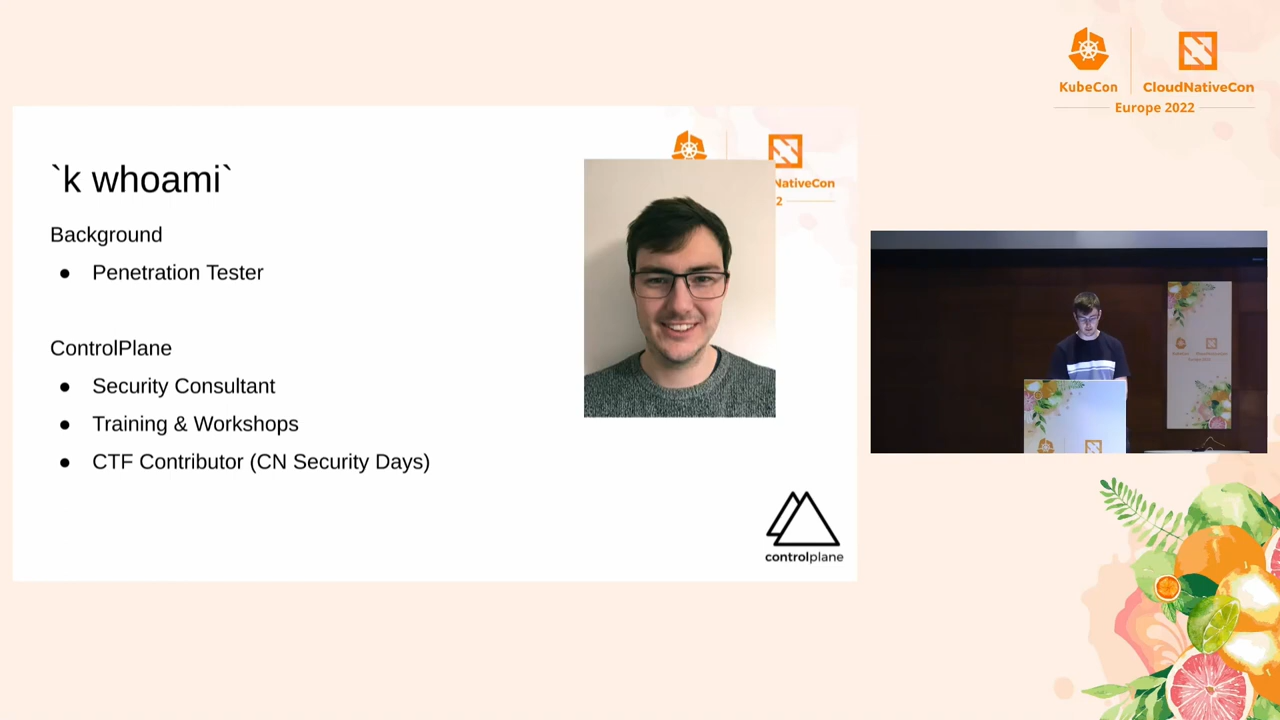 KubeCon
CloudNativeCon
Europe 2022
`k whoami`
NativeCon
2
Background
● Penetration Tester
ControlPlane
● Security Consultant
● Training & Workshops
● CTF Contributor (CN Security Days)
controlplane